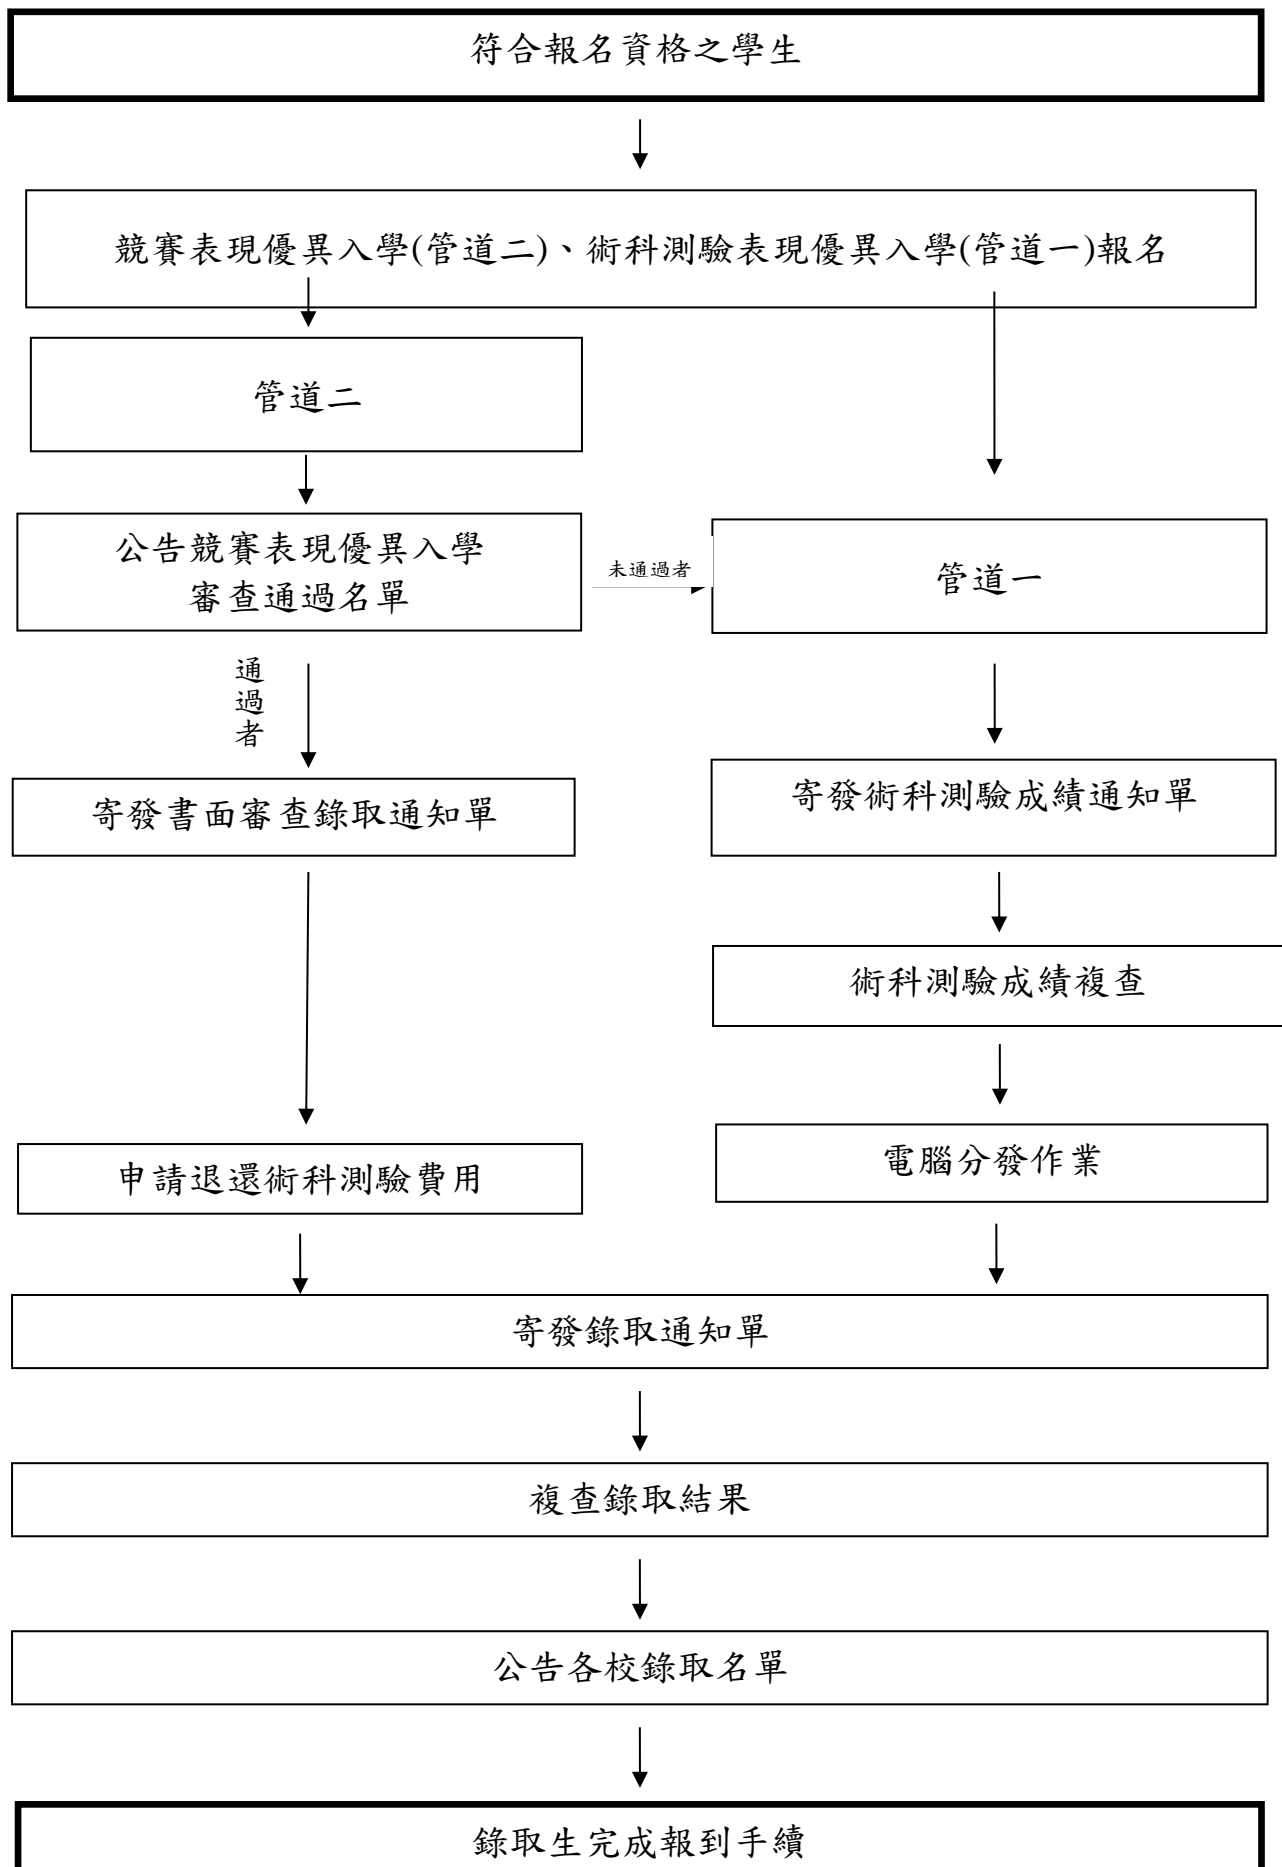 符合報名資格之學生
競賽表現優異入學(管道二)、術科測驗表現優異入學(管道一)報名
管道二
公告競賽表現優異入學
審查通過名單
未通過者
管道一
通過者
寄發書面審查錄取通知單
寄發術科測驗成績通知單
術科測驗成績複查
申請退還術科測驗費用
電腦分發作業
寄發錄取通知單
複查錄取結果
公告各校錄取名單
錄取生完成報到手續